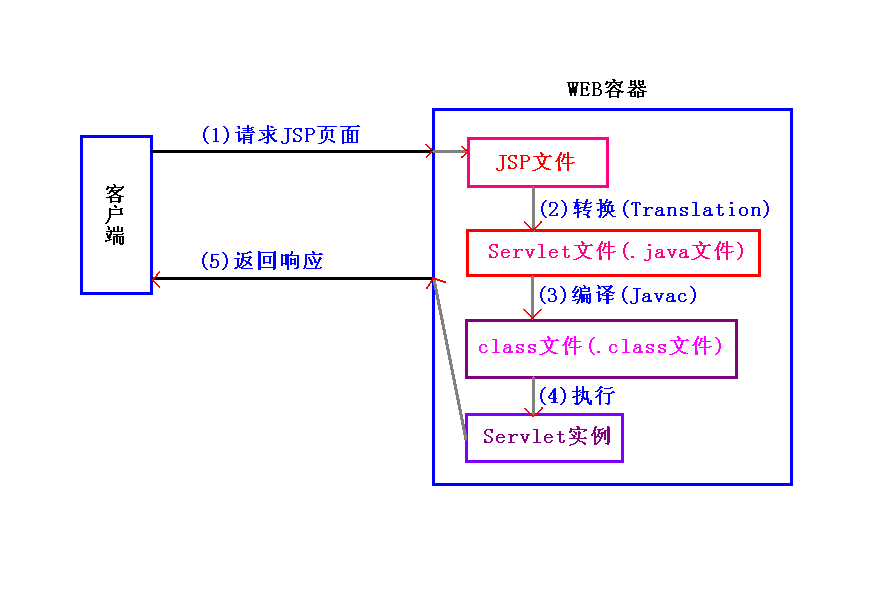 WEB容器
(1)请求JSP页面
JSP文件
客户端
(2)转换(Translation)
Servlet文件(.java文件)
(5)返回响应
(3)编译(Javac)
class文件(.class文件)
(4)执行
Servlet实例